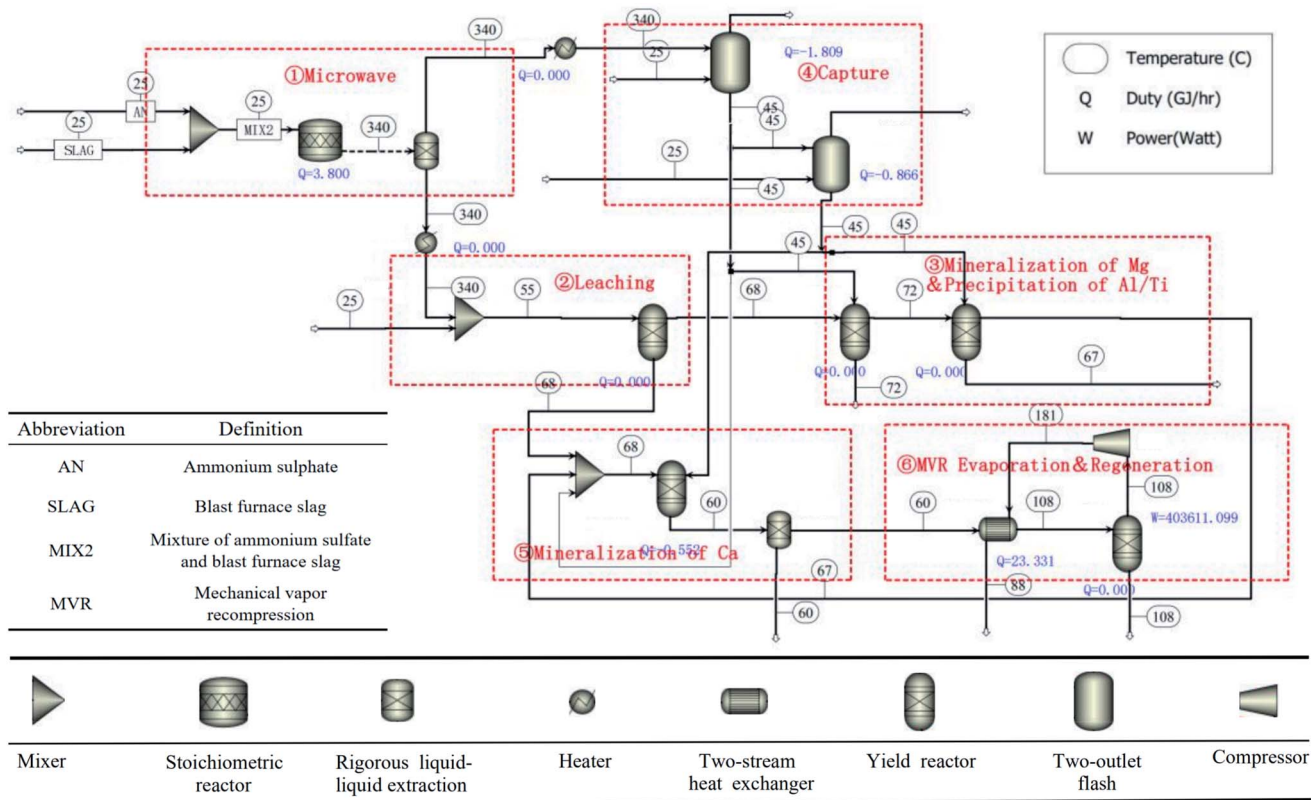 340
340
25
Q=0.000
Q=-1.809
④Capture
①Microwave
25
AN
25
SLAG
25
MIX2
340
Q=3.800
45
45
25
45
Q=-0.866
Temperature (C)
Q Duty (GJ/hr)
W Power(Watt)
340
Q=0.000
45
45
45
②Leaching
③Mineralization of Mg
&Precipitation of Al/Ti
340
25
55
68
72
Q=0.000
Q=0.000
Q=0.000
68
72
67
Abbreviation Definition
AN Ammonium sulphate
SLAG Blast furnace slag
MIX2 Mixture of ammonium sulfate
and blast furnace slag
MVR Mechanical vapor
recompression
68
60
⑤Mineralization of Ca
Q=-0.552
67
60
181
⑥MVR Evaporation&Regeneration
60
108
108
W=403611.099
Q=23.331
88
Q=0.000
108
Mixer
Stoichiometric
reactor
Rigorous liquid-
liquid extraction
Heater
Two-stream
heat exchanger
Yield reactor
Two-outlet
flash
Compressor